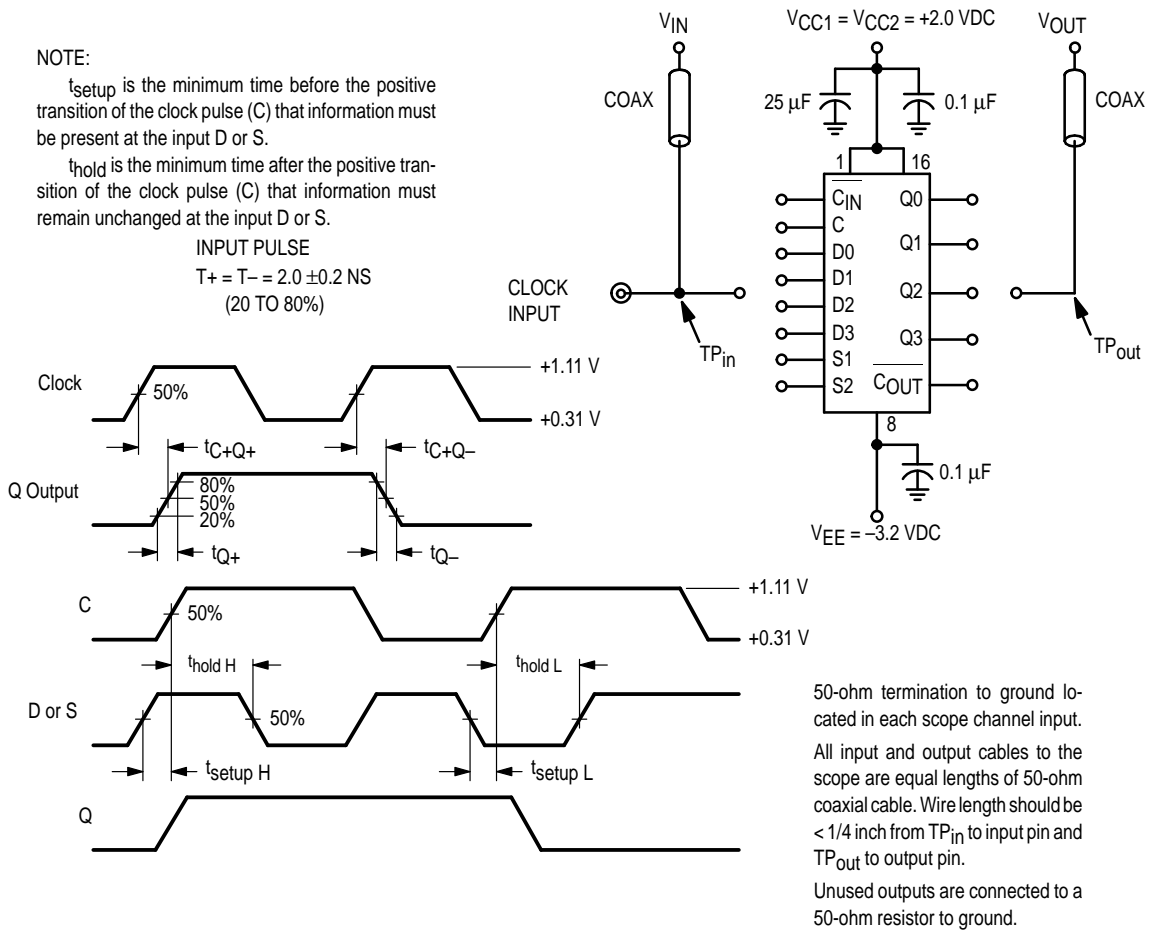 NOTE:
tsetup is the minimum time before the positive
transition of the clock pulse (C) that information must
be present at the input D or S.
thold is the minimum time after the positive tran-
sition of the clock pulse (C) that information must
remain unchanged at the input D or S.
INPUT PULSE
T+ = T– = 2.0 ±0.2 NS
(20 TO 80%)
VIN
COAX
CLOCK
INPUT
TPin
VCC1 = VCC2 = +2.0 VDC
25 μF
0.1 μF
1
16
CIN
C
D0
D1
D2
D3
S1
S2
Q0
Q1
Q2
Q3
COUT
8
0.1 μF
VEE = –3.2 VDC
VOUT
COAX
TPout
Clock
50%
+1.11 V
+0.31 V
tC+Q+
tC+Q–
Q Output
80%
50%
20%
tQ+
tQ–
C
50%
+1.11 V
+0.31 V
thold H
thold L
D or S
50%
tsetup H
tsetup L
Q
50-ohm termination to ground lo-
cated in each scope channel input.
All input and output cables to the
scope are equal lengths of 50-ohm
coaxial cable. Wire length should be
< 1/4 inch from TPin to input pin and
TPout to output pin.
Unused outputs are connected to a
50-ohm resistor to ground.